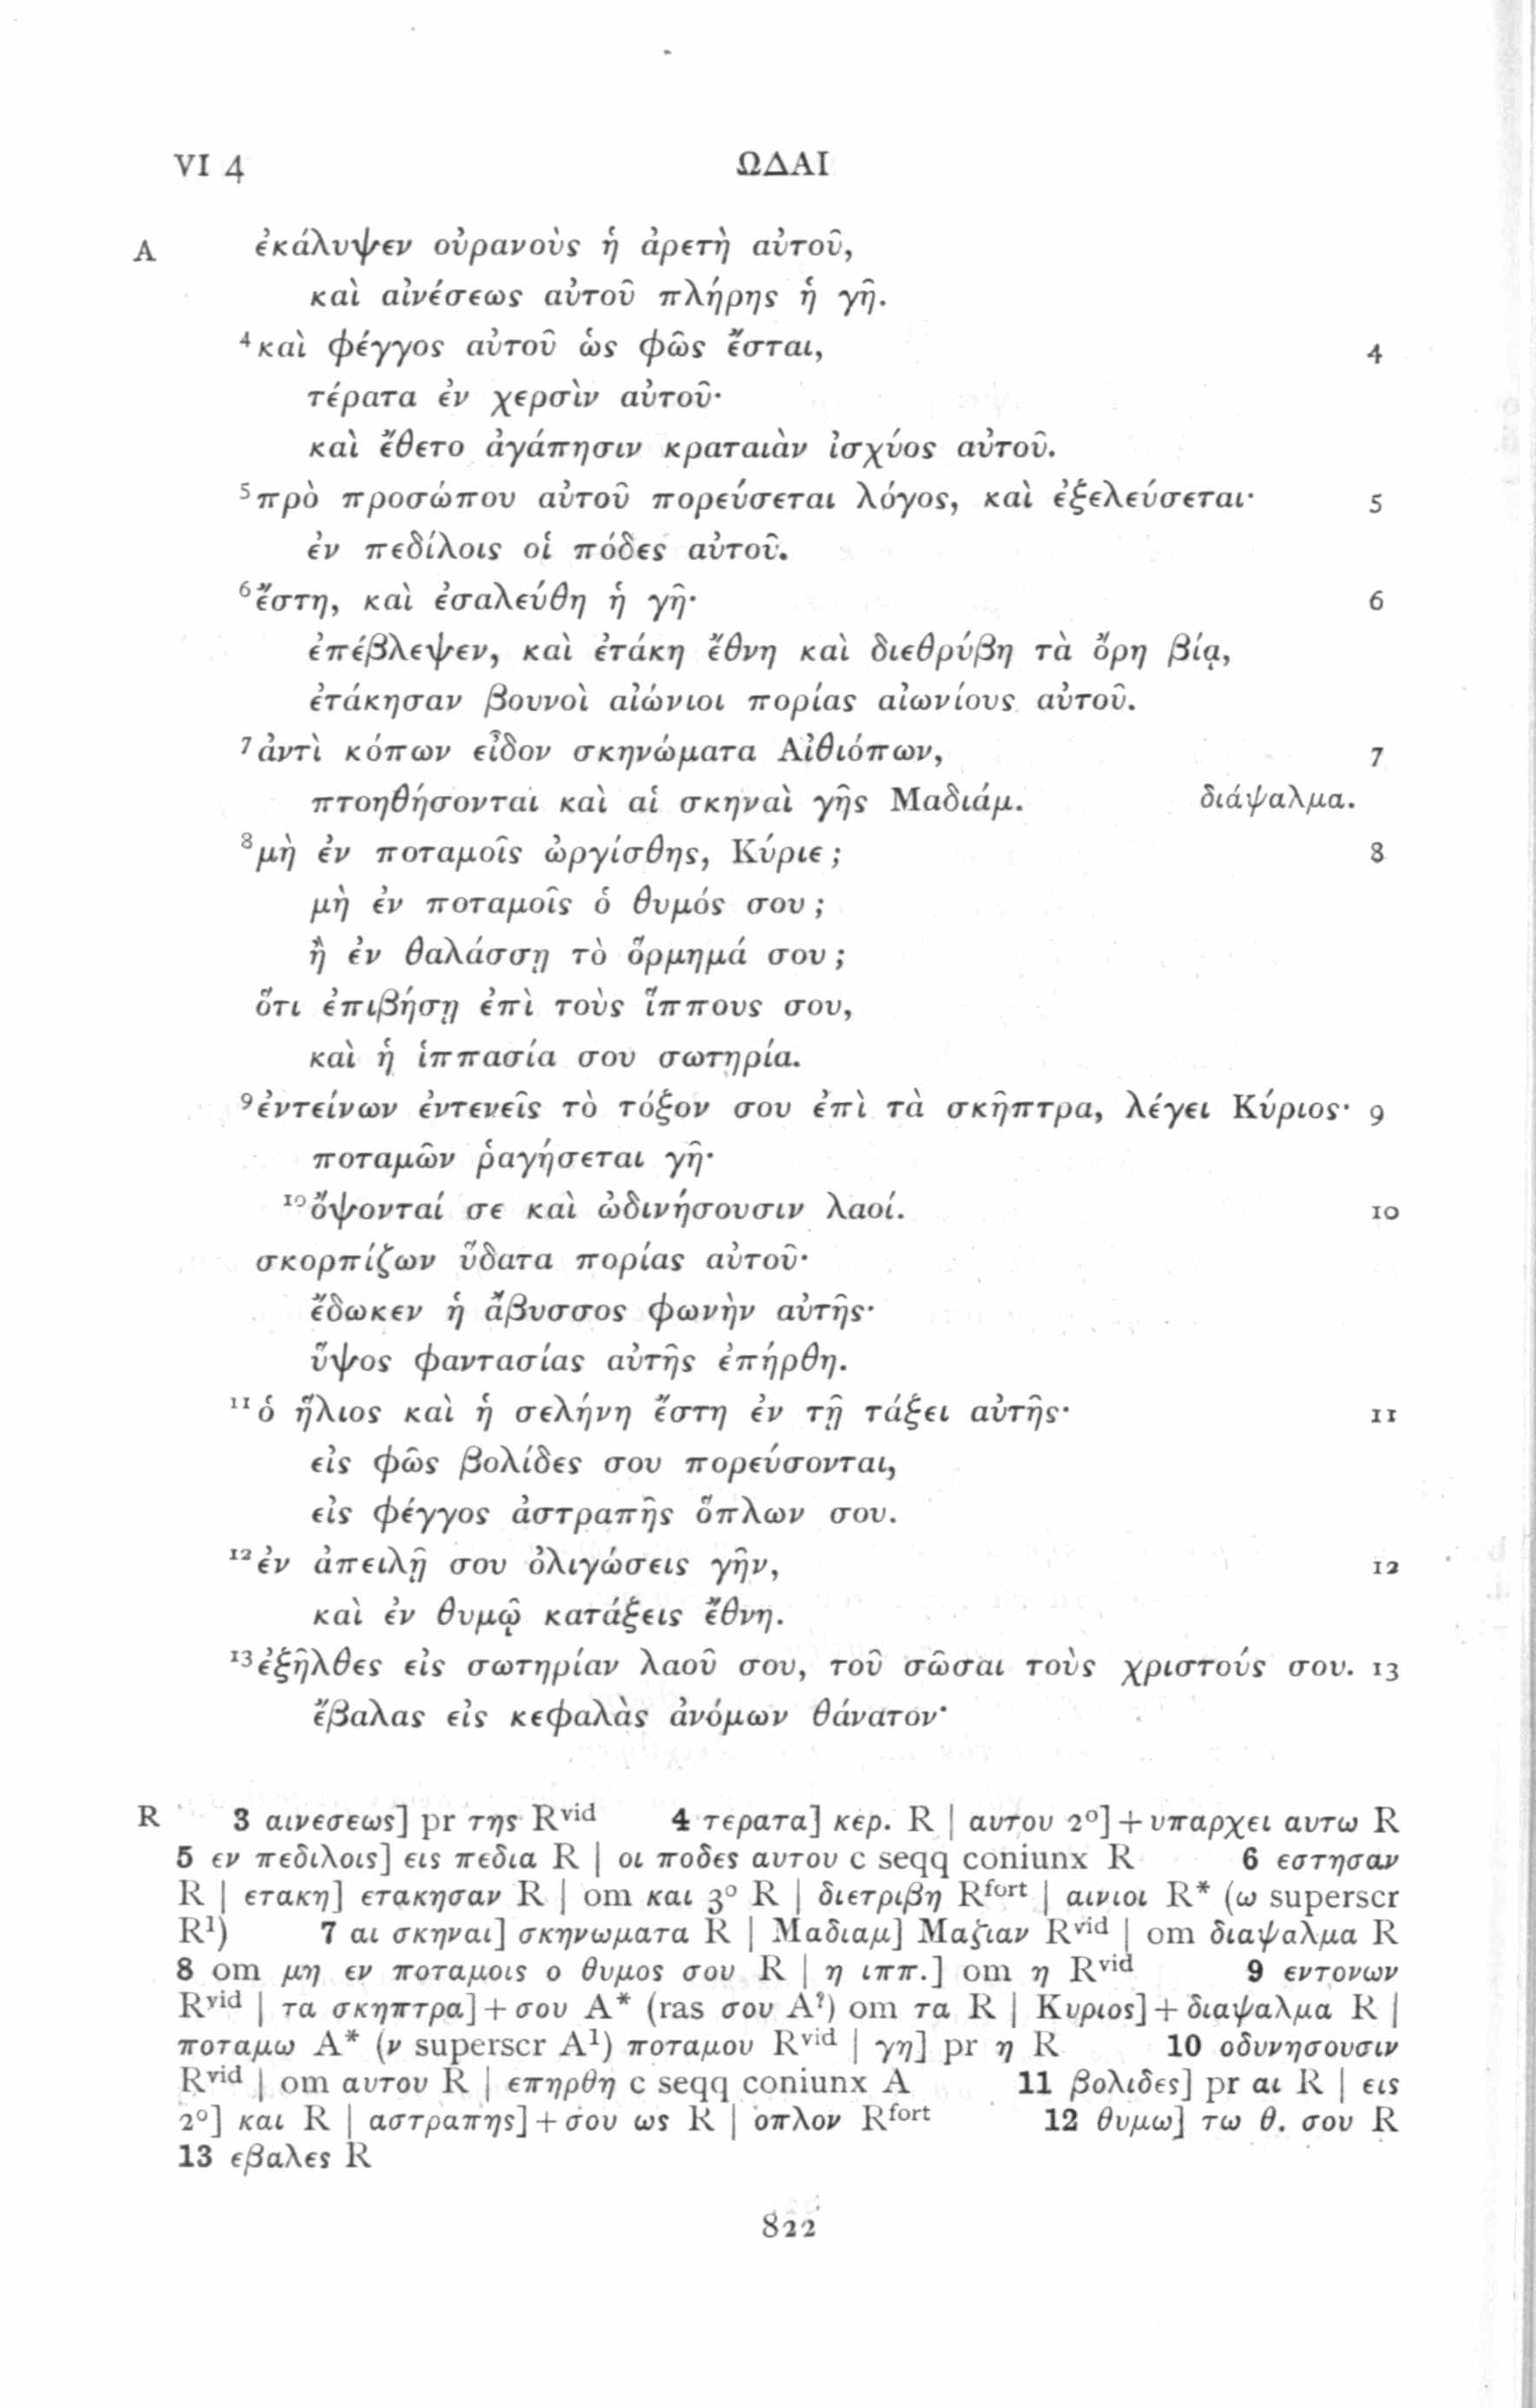 VI 4 ΩΔΑΙ
A ἐκάλυψεν οὐρανοὺς ἡ ἀρετὴ αὐτοῦ,
καὶ αἰνέσεως αὐτοῦ πλήρης ἡ γῆ.
⁴καὶ φέγγος αὐτοῦ ὡς φῶς ἔσται, 4
τέρατα ἐν χερσὶν αὐτοῦ·
καὶ ἔθετο ἀγάπησιν κραταιὰν ἰσχύος αὐτοῦ.
⁵πρὸ προσώπου αὐτοῦ πορεύσεται λόγος, καὶ ἐξελεύσεται· 5
ἐν πεδίλοις οἱ πόδες αὐτοῦ.
⁶ἔστη, καὶ ἐσαλεύθη ἡ γῆ· 6
ἐπέβλεψεν, καὶ ἐτάκη ἔθνη καὶ διεθρύβη τὰ ὄρη βίᾳ,
ἐτάκησαν βουνοὶ αἰώνιοι πορίας αἰωνίους αὐτοῦ.
⁷ἀντὶ κόπων εἶδον σκηνώματα Αἰθιόπων, 7
πτοηθήσονται καὶ αἱ σκηναὶ γῆς Μαδιάμ. διάψαλμα.
⁸μὴ ἐν ποταμοῖς ὠργίσθης, Κύριε; 8
μὴ ἐν ποταμοῖς ὁ θυμός σου;
ἢ ἐν θαλάσσῃ τὸ ὅρμημά σου;
ὅτι ἐπιβήσῃ ἐπὶ τοὺς ἵππους σου,
καὶ ἡ ἱππασία σου σωτηρία.
⁹ἐντείνων ἐντενεῖς τὸ τόξον σου ἐπὶ τὰ σκῆπτρα, λέγει Κύριος· 9
ποταμῶν ῥαγήσεται γῆ·
¹⁰ὄψονταί σε καὶ ὠδινήσουσιν λαοί. 10
σκορπίζων ὕδατα πορίας αὐτοῦ·
ἔδωκεν ἡ ἄβυσσος φωνὴν αὐτῆς·
ὕψος φαντασίας αὐτῆς ἐπήρθη.
¹¹ὁ ἥλιος καὶ ἡ σελήνη ἔστη ἐν τῇ τάξει αὐτῆς· 11
εἰς φῶς βολίδες σου πορεύσονται,
εἰς φέγγος ἀστραπῆς ὅπλων σου.
¹²ἐν ἀπειλῇ σου ὀλιγώσεις γῆν, 12
καὶ ἐν θυμῷ κατάξεις ἔθνη.
¹³ἐξῆλθες εἰς σωτηρίαν λαοῦ σου, τοῦ σῶσαι τοὺς χριστούς σου. 13
ἔβαλας εἰς κεφαλὰς ἀνόμων θάνατον·
R 3 αινεσεως] pr της Rᵛⁱᵈ 4 τερατα] κερ. R | αυτου 2°] + υπαρχει αυτω R
5 εν πεδιλοις] εις πεδια R | οι ποδες αυτου c seqq coniunx R 6 εστησαν
R | ετακη] ετακησαν R | om και 3° R | διετριβη Rᶠᵒʳᵗ | αινιοι R* (ω superscr
R¹) 7 αι σκηναι] σκηνωματα R | Μαδιαμ] Μαζιαν Rᵛⁱᵈ | om διαψαλμα R
8 om μη εν ποταμοις ο θυμος σου R | η ιππ.] om η Rᵛⁱᵈ 9 εντονων
Rᵛⁱᵈ | τα σκηπτρα] + σου A* (ras σου A?) om τα R | Κυριος] + διαψαλμα R |
ποταμω A* (ν superscr A¹) ποταμου Rᵛⁱᵈ | γη] pr η R 10 οδυνησουσιν
Rᵛⁱᵈ | om αυτου R | επηρθη c seqq coniunx A 11 βολιδες] pr αι R | εις
2°] και R | αστραπης] + σου ως R | οπλον Rᶠᵒʳᵗ 12 θυμω] τω θ. σου R
13 εβαλες R
822